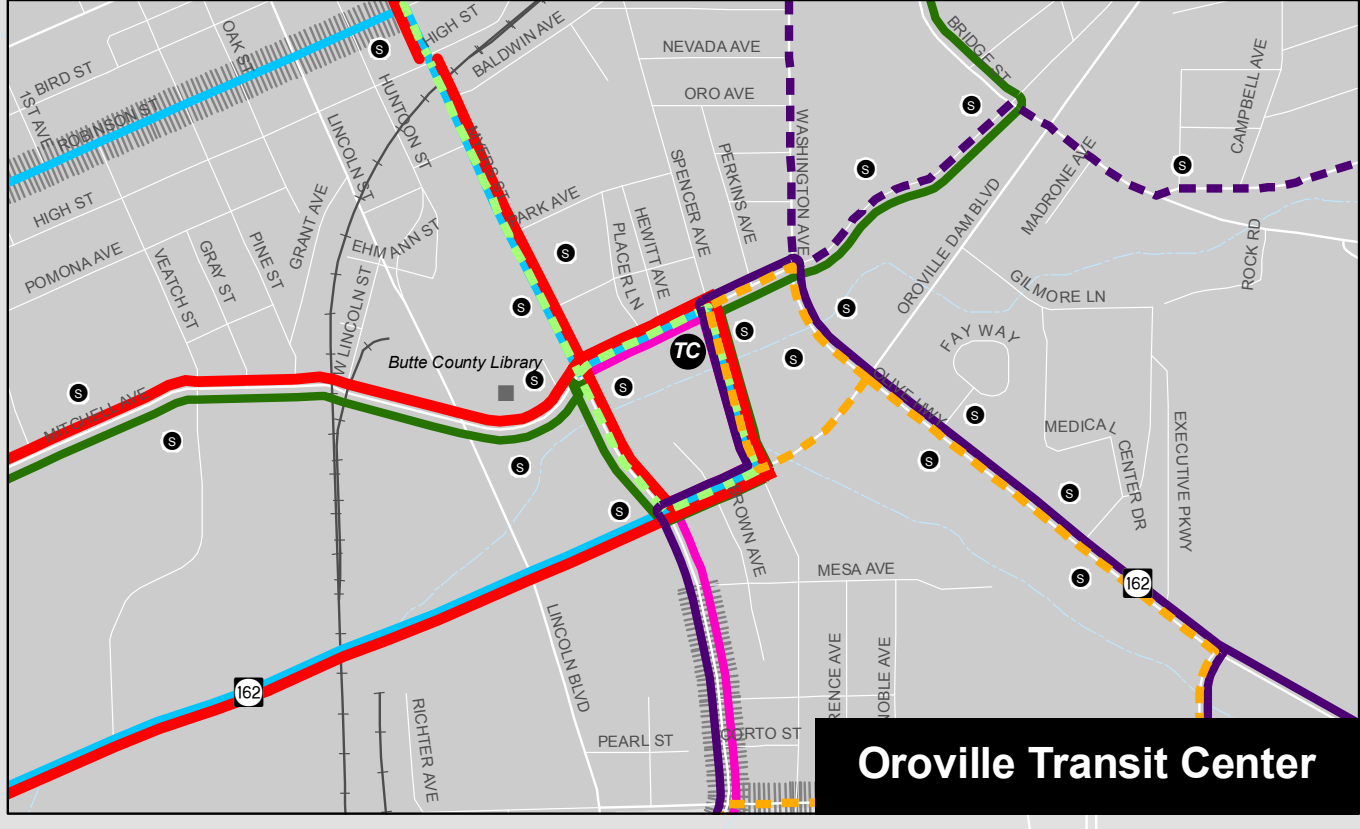 HIGH ST
BALDWIN AVE
OAK ST
BIRD ST
1ST AVE
ROBINSON ST
HUNTOON ST
LINCOLN ST
MYERS ST
NEVADA AVE
ORO AVE
WASHINGTON AVE
BRIDGE ST
CAMPBELL AVE
S
S
S
S
HIGH ST
POMONA AVE
VEATCH ST
GRAY ST
PINE ST
GRANT AVE
EHMANN ST
W LINCOLN ST
PARK AVE
PLACER LN
HEWITT AVE
SPENCER AVE
PERKINS AVE
OROVILLE DAM BLVD
MADRONE AVE
ROCK RD
GILMORE LN
FAY WAY
S
S
S
S
TC
Butte County Library
S
S
S
S
MITCHELL AVE
S
OLIVE HWY
S
MEDICAL
CENTER DR
EXECUTIVE PKWY
S
S
S
S
S
BROWN AVE
MESA AVE
S
162
LINCOLN BLVD
RENCE AVE
NOBLE AVE
162
RICHTER AVE
PEARL ST
PORTO ST
Oroville Transit Center